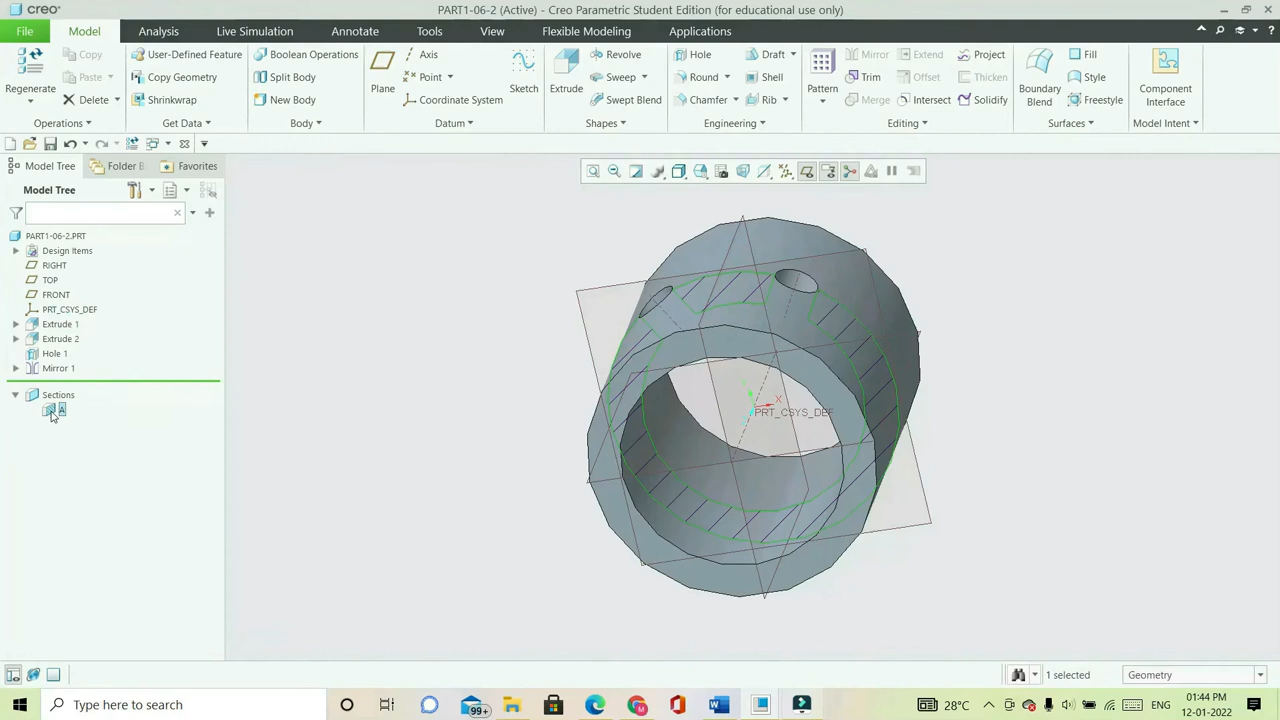 creo
PART1-06-2 (Active) - Creo Parametric Student Edition (for educational use only)
File
Model
Analysis
Live Simulation
Annotate
Tools
View
Flexible Modeling
Applications
Regenerate
Copy
Paste
Delete
Operations
User-Defined Feature
Copy Geometry
Shrinkwrap
Get Data
Boolean Operations
Split Body
New Body
Body
Plane
Axis
Point
Coordinate System
Sketch
Datum
Extrude
Revolve
Sweep
Swept Blend
Shapes
Hole
Round
Chamfer
Draft
Shell
Rib
Engineering
Pattern
Mirror
Trim
Merge
Extend
Offset
Intersect
Project
Thicken
Solidify
Editing
Boundary
Blend
Fill
Style
Freestyle
Surfaces
Component
Interface
Model Intent
Model Tree
Folder B
Favorites
Model Tree
PART1-06-2.PRT
Design Items
RIGHT
TOP
FRONT
PRT_CSYS_DEF
Extrude 1
Extrude 2
Hole 1
Mirror 1
Sections
A
X
PRT_CSYS_DEF
1 selected
Geometry
Type here to search
99+
28°C
ENG
01:44 PM
12-01-2022